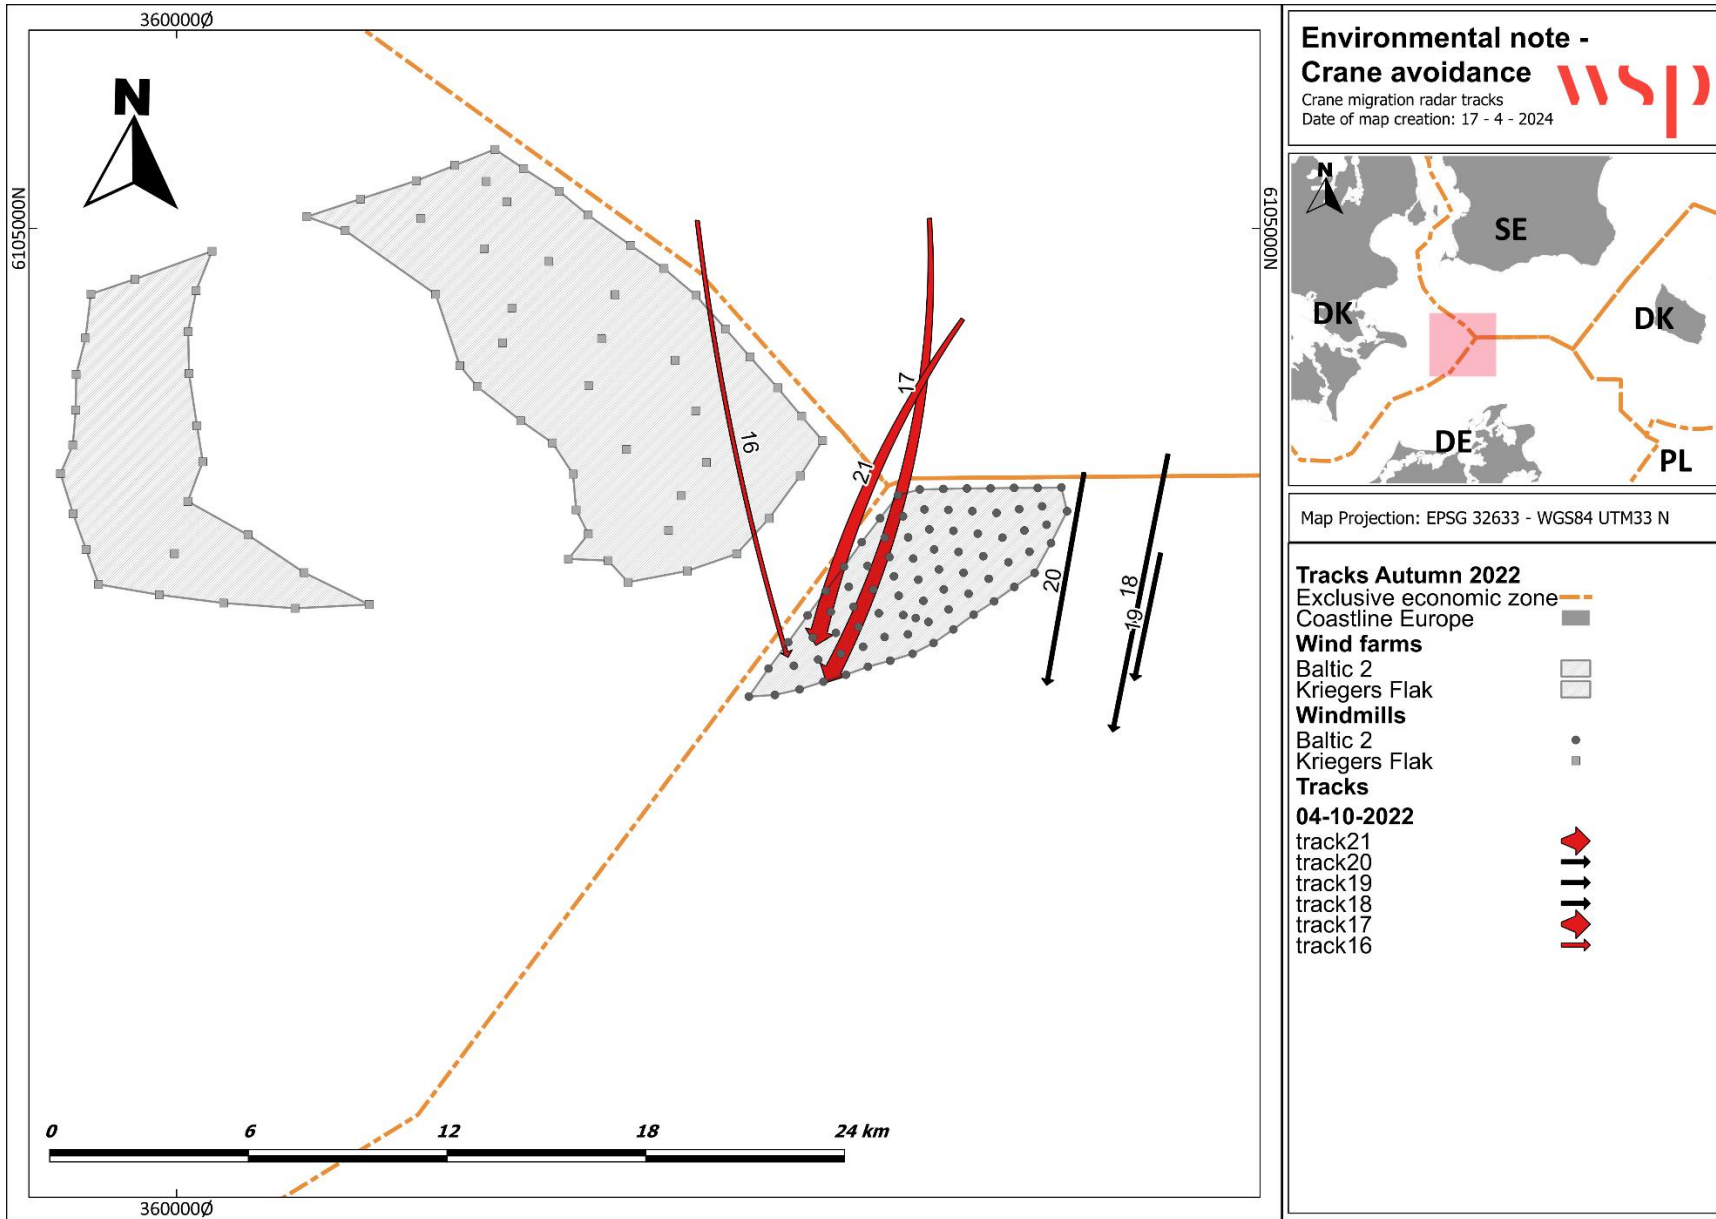 360000Ø
N
6105000N
6105000N
16
17
21
20
18
19
0 6 12 18 24 km
360000Ø
Environmental note -
Crane avoidance
wsp
Crane migration radar tracks
Date of map creation: 17 - 4 - 2024
N
SE
DK
DK
DE
PL
Map Projection: EPSG 32633 - WGS84 UTM33 N
Tracks Autumn 2022
Exclusive economic zone
Coastline Europe
Wind farms
Baltic 2
Kriegers Flak
Windmills
Baltic 2
Kriegers Flak
Tracks
04-10-2022
track21
track20
track19
track18
track17
track16